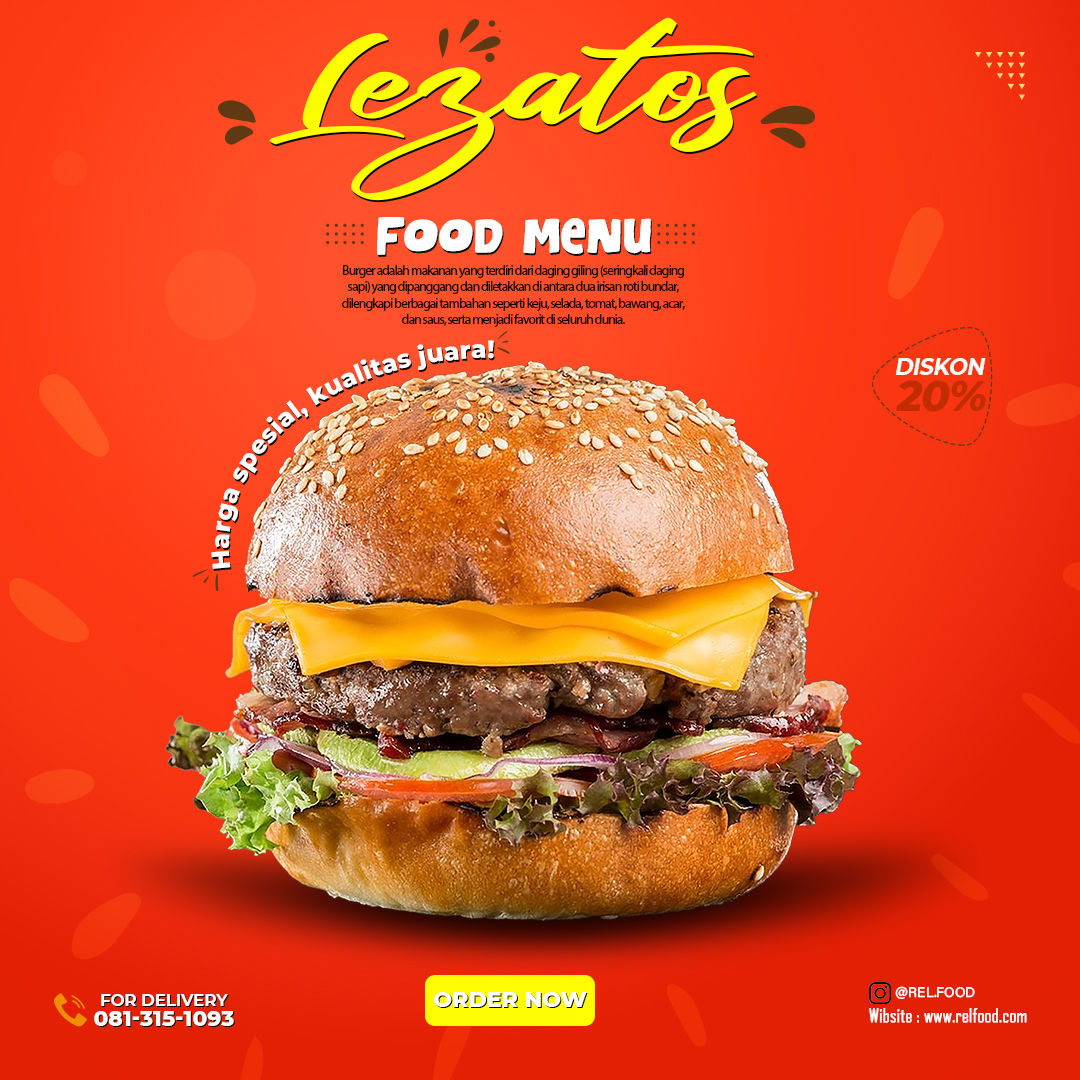 Lezatos
FOOD MENU
Burger adalah makanan yang terdiri dari daging giling (seringkali daging
sapi) yang dipanggang dan diletakkan di antara dua irisan roti bundar,
dilengkapi berbagai tambahan seperti keju, selada, tomat, bawang, acar,
dan saus, serta menjadi favorit di seluruh dunia.
Harga spesial, kualitas juara!
DISKON
20%
FOR DELIVERY
081-315-1093
ORDER NOW
@REL.FOOD
Wibsite : www.relfood.com